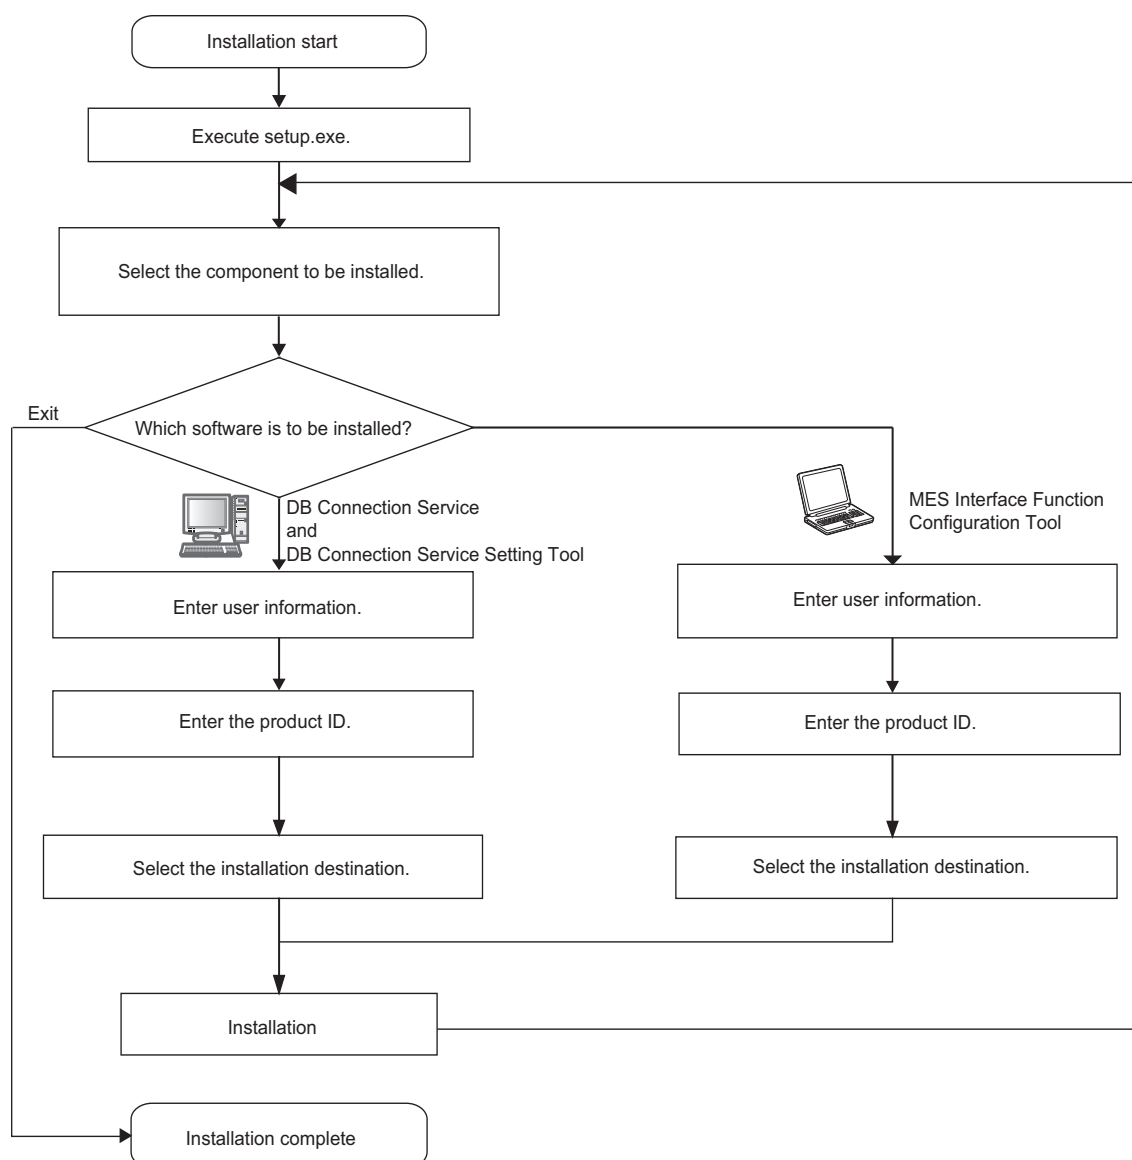 Installation start
Execute setup.exe.
Select the component to be installed.
Exit
Which software is to be installed?
DB Connection Service
and
DB Connection Service Setting Tool
MES Interface Function
Configuration Tool
Enter user information.
Enter user information.
Enter the product ID.
Enter the product ID.
Select the installation destination.
Select the installation destination.
Installation
Installation complete